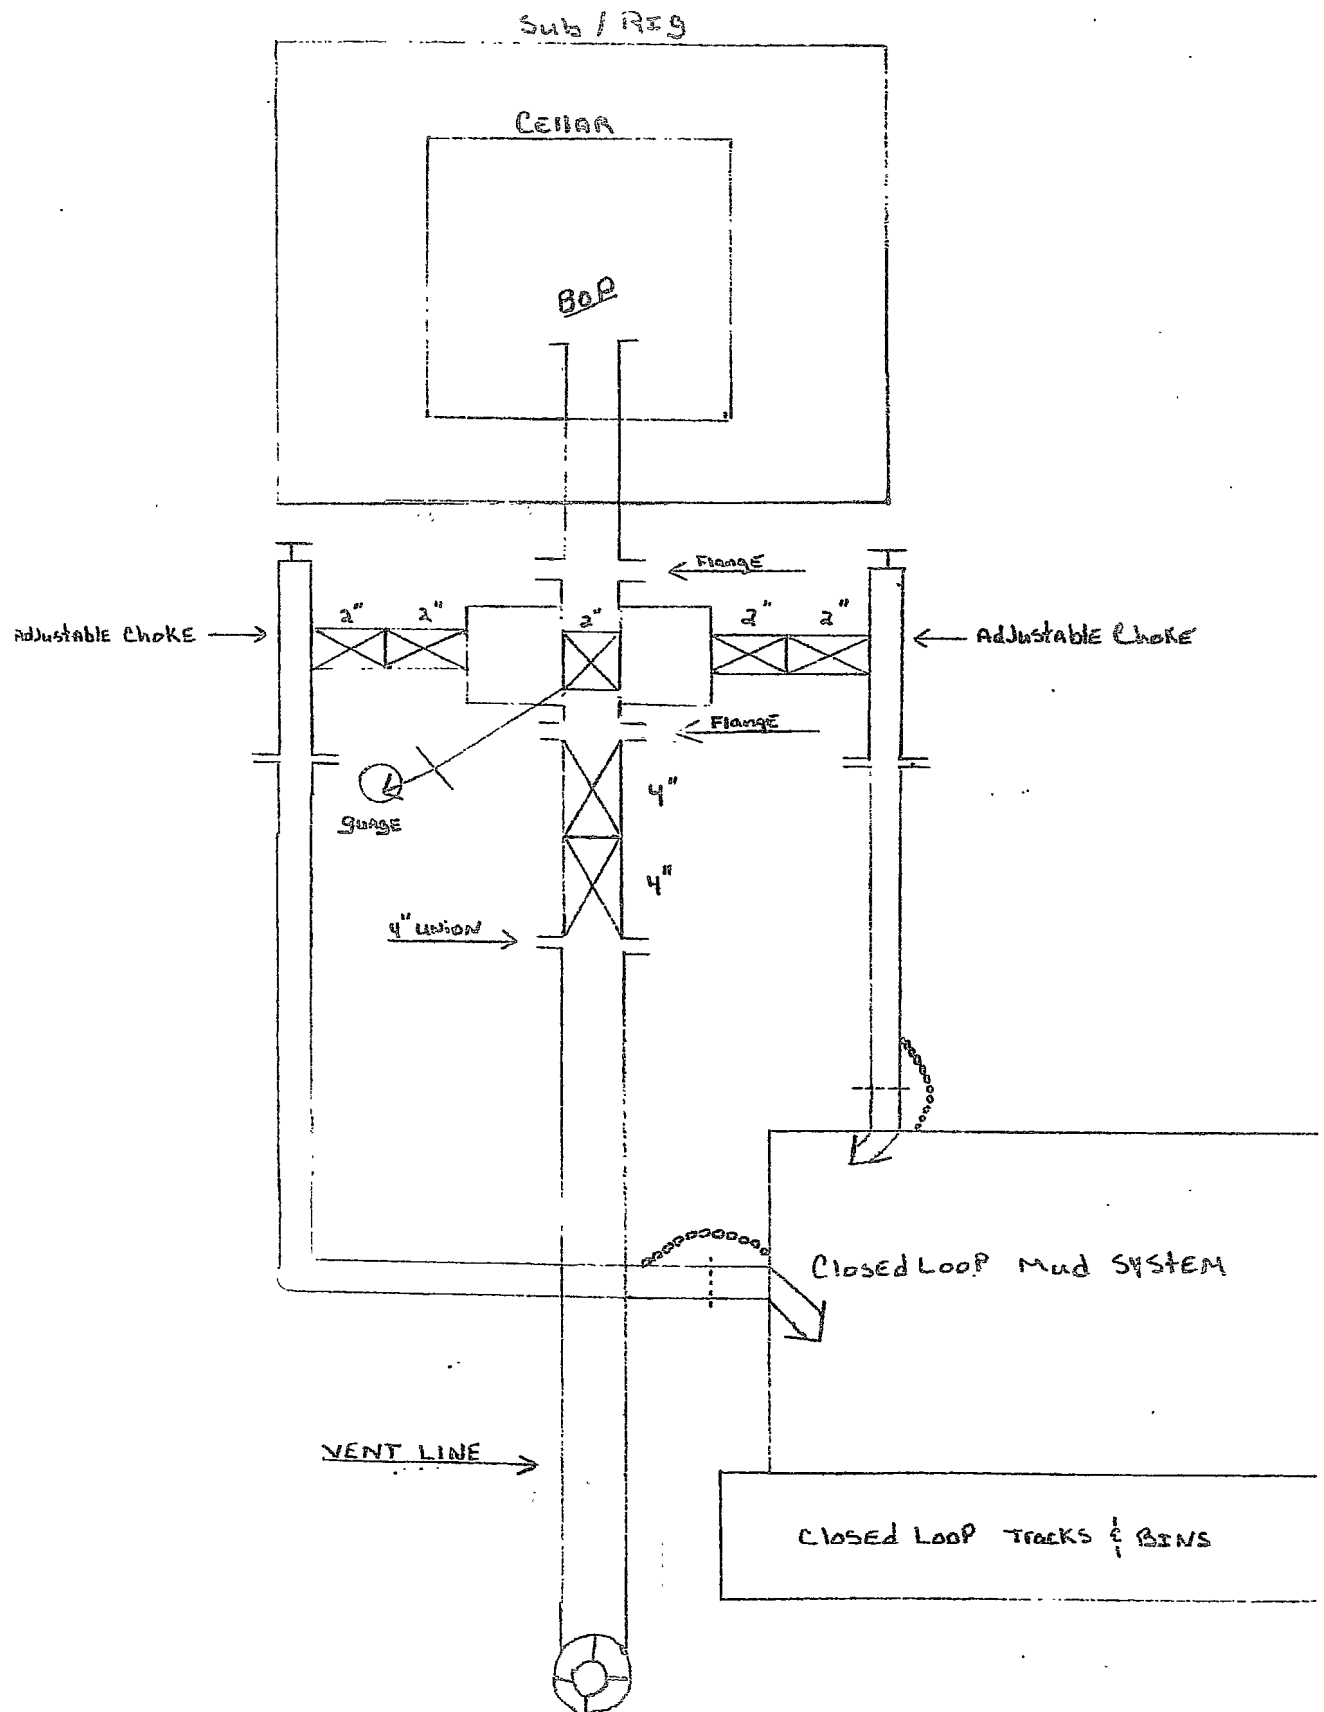 Sub / RIg
CEllAR
BOP
Flange
2" 2" 2" 2" 2"
AdJustABLE ChoKE
AdJustABLE ChoKE
Flange
4"
guage
4"
4" UNiON
Closed Loop Mud SYSTEM
VENT LINE
Closed Loop Tracks & BINS